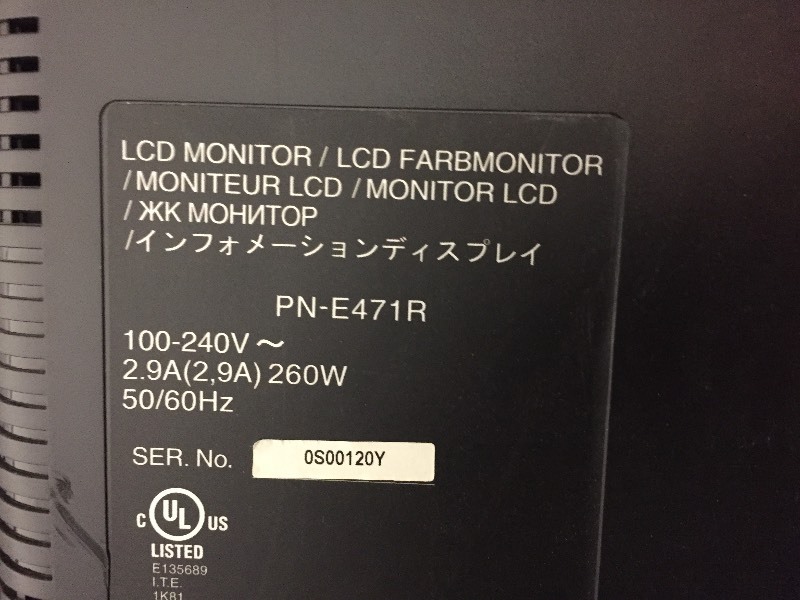 LCD MONITOR / LCD FARBMONITOR
/ MONITEUR LCD / MONITOR LCD
/ ЖК МОНИТОР
/インフォメーションディスプレイ
PN-E471R
100-240V ～
2.9A(2,9A) 260W
50/60Hz
SER. No. 0S00120Y
C UL US
LISTED
E135689
I.T.E.
1K81